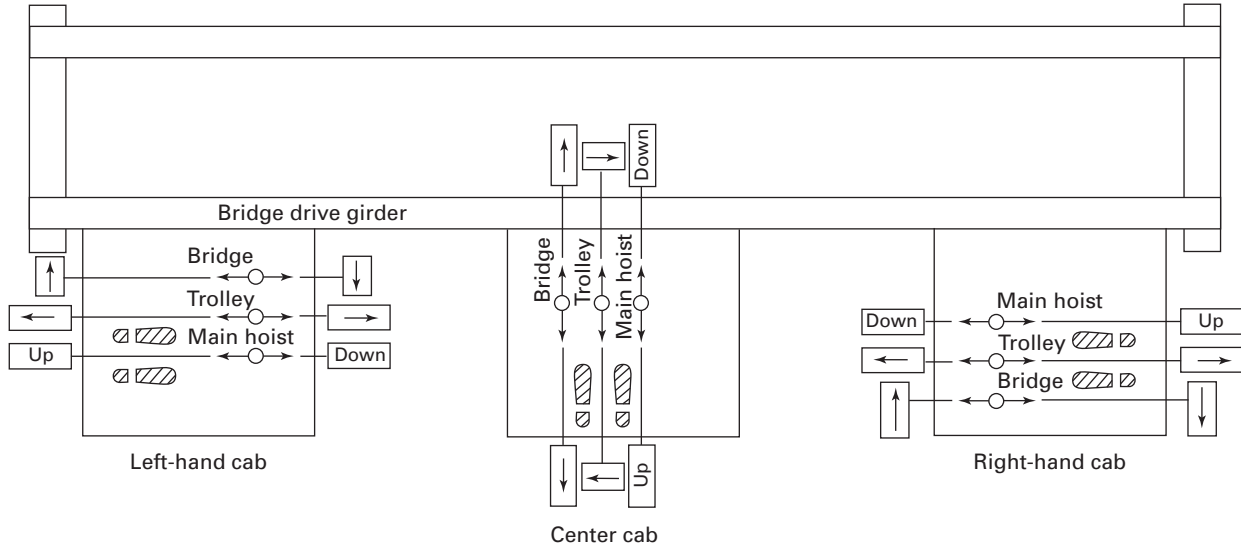 Down
Bridge drive girder
Bridge
Trolley
Main hoist
Up
Down
Left-hand cab
Bridge
Trolley
Main hoist
Up
Center cab
Main hoist
Down
Up
Trolley
Bridge
Right-hand cab